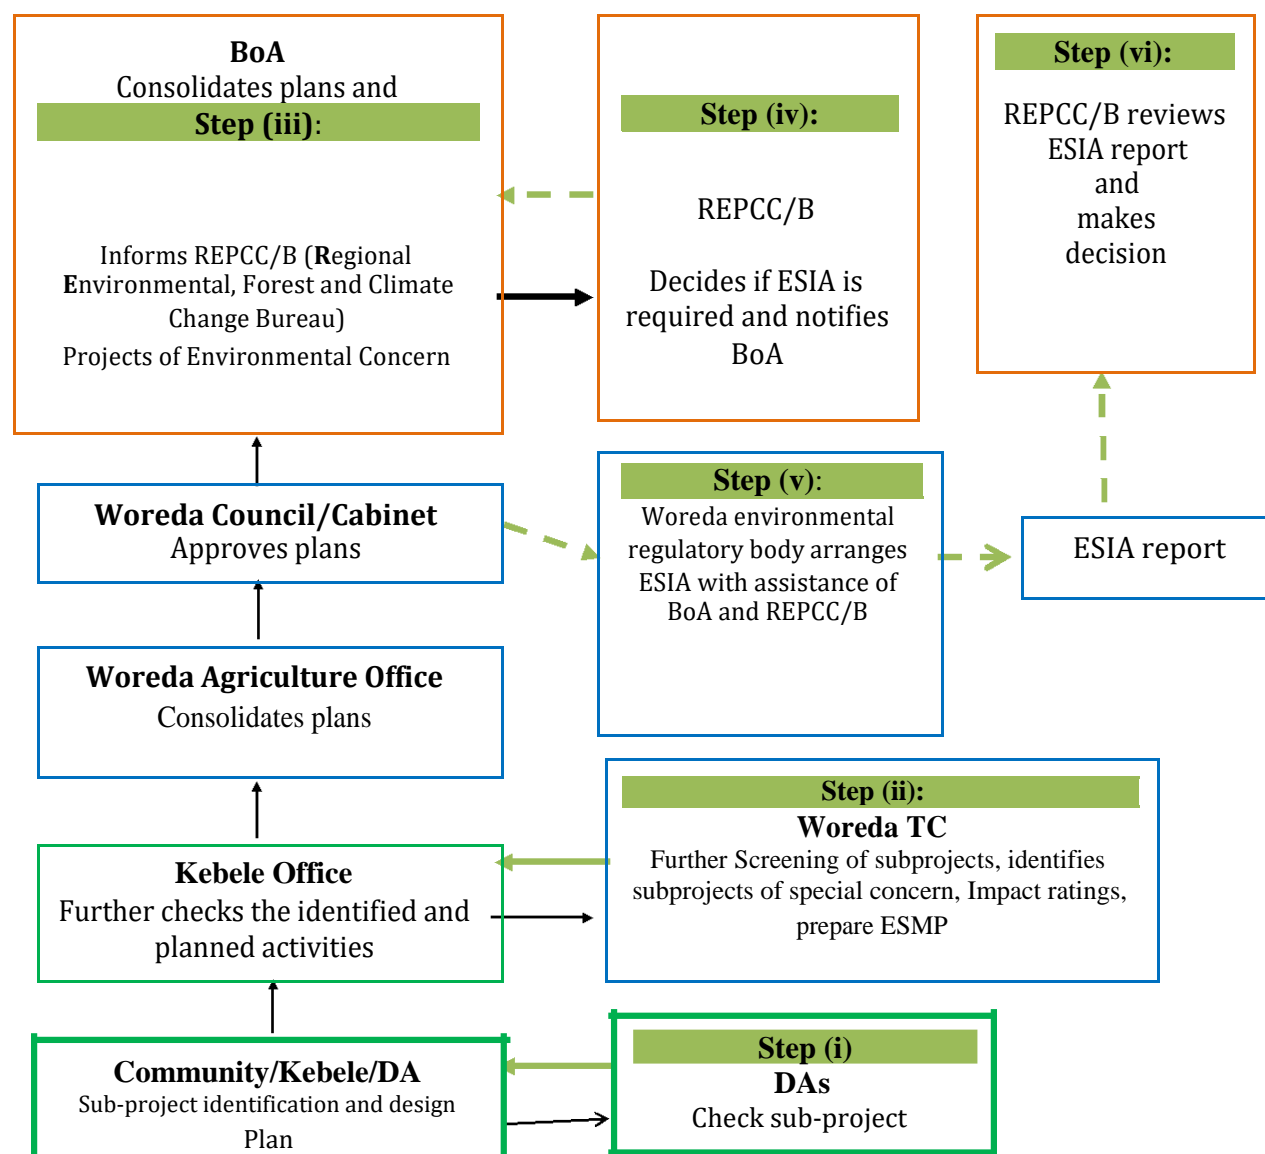 BoA
Consolidates plans and
Step (iii):
Informs REPCC/B (Regional
Environmental, Forest and Climate
Change Bureau)
Projects of Environmental Concern
Step (iv):
REPCC/B
Decides if ESIA is
required and notifies
BoA
Step (vi):
REPCC/B reviews
ESIA report
and
makes
decision
Woreda Council/Cabinet
Approves plans
Step (v):
Woreda environmental
regulatory body arranges
ESIA with assistance of
BoA and REPCC/B
ESIA report
Woreda Agriculture Office
Consolidates plans
Step (ii):
Woreda TC
Further Screening of subprojects, identifies
subprojects of special concern, Impact ratings,
prepare ESMP
Kebele Office
Further checks the identified and
planned activities
Community/Kebele/DA
Sub-project identification and design
Plan
Step (i)
DAs
Check sub-project